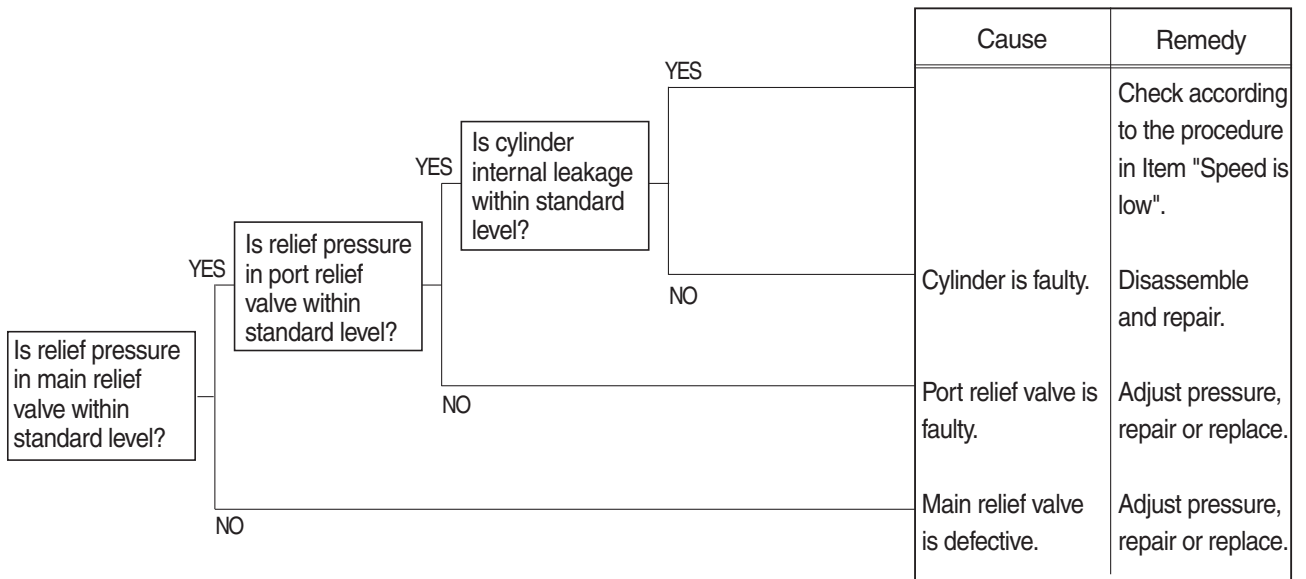 Cause
Remedy
YES
Check according
to the procedure
in Item "Speed is
low".
Is cylinder
internal leakage
within standard
level?
YES
NO
Cylinder is faulty.
Disassemble
and repair.
Is relief pressure
in port relief
valve within
standard level?
YES
NO
Port relief valve is
faulty.
Adjust pressure,
repair or replace.
Is relief pressure
in main relief
valve within
standard level?
NO
Main relief valve
is defective.
Adjust pressure,
repair or replace.